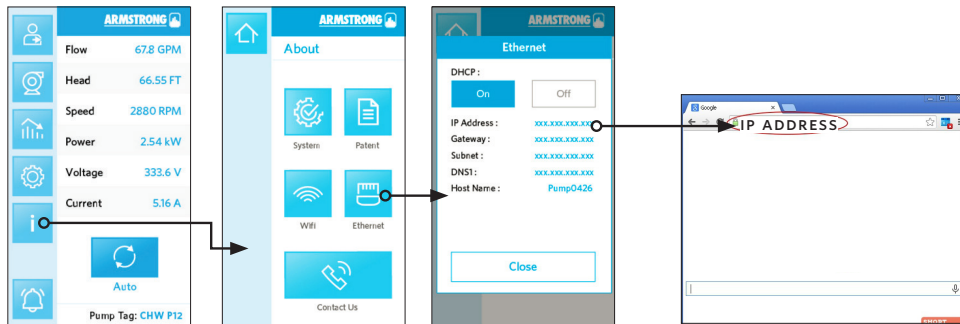 ARMSTRONG
Flow 67.8 GPM
Head 66.55 FT
Speed 2880 RPM
Power 2.54 kW
Voltage 333.6 V
Current 5.16 A
i
Auto
Pump Tag: CHW P12
ARMSTRONG
About
System Patent
Wifi Ethernet
Contact Us
ARMSTRONG
Ethernet
DHCP :
On Off
IP Address : xxx.xxx.xxx.xxx
Gateway : xxx.xxx.xxx.xxx
Subnet : xxx.xxx.xxx.xxx
DNS1: xxx.xxx.xxx.xxx
Host Name : Pump0426
Close
Google
IP ADDRESS
SHORT